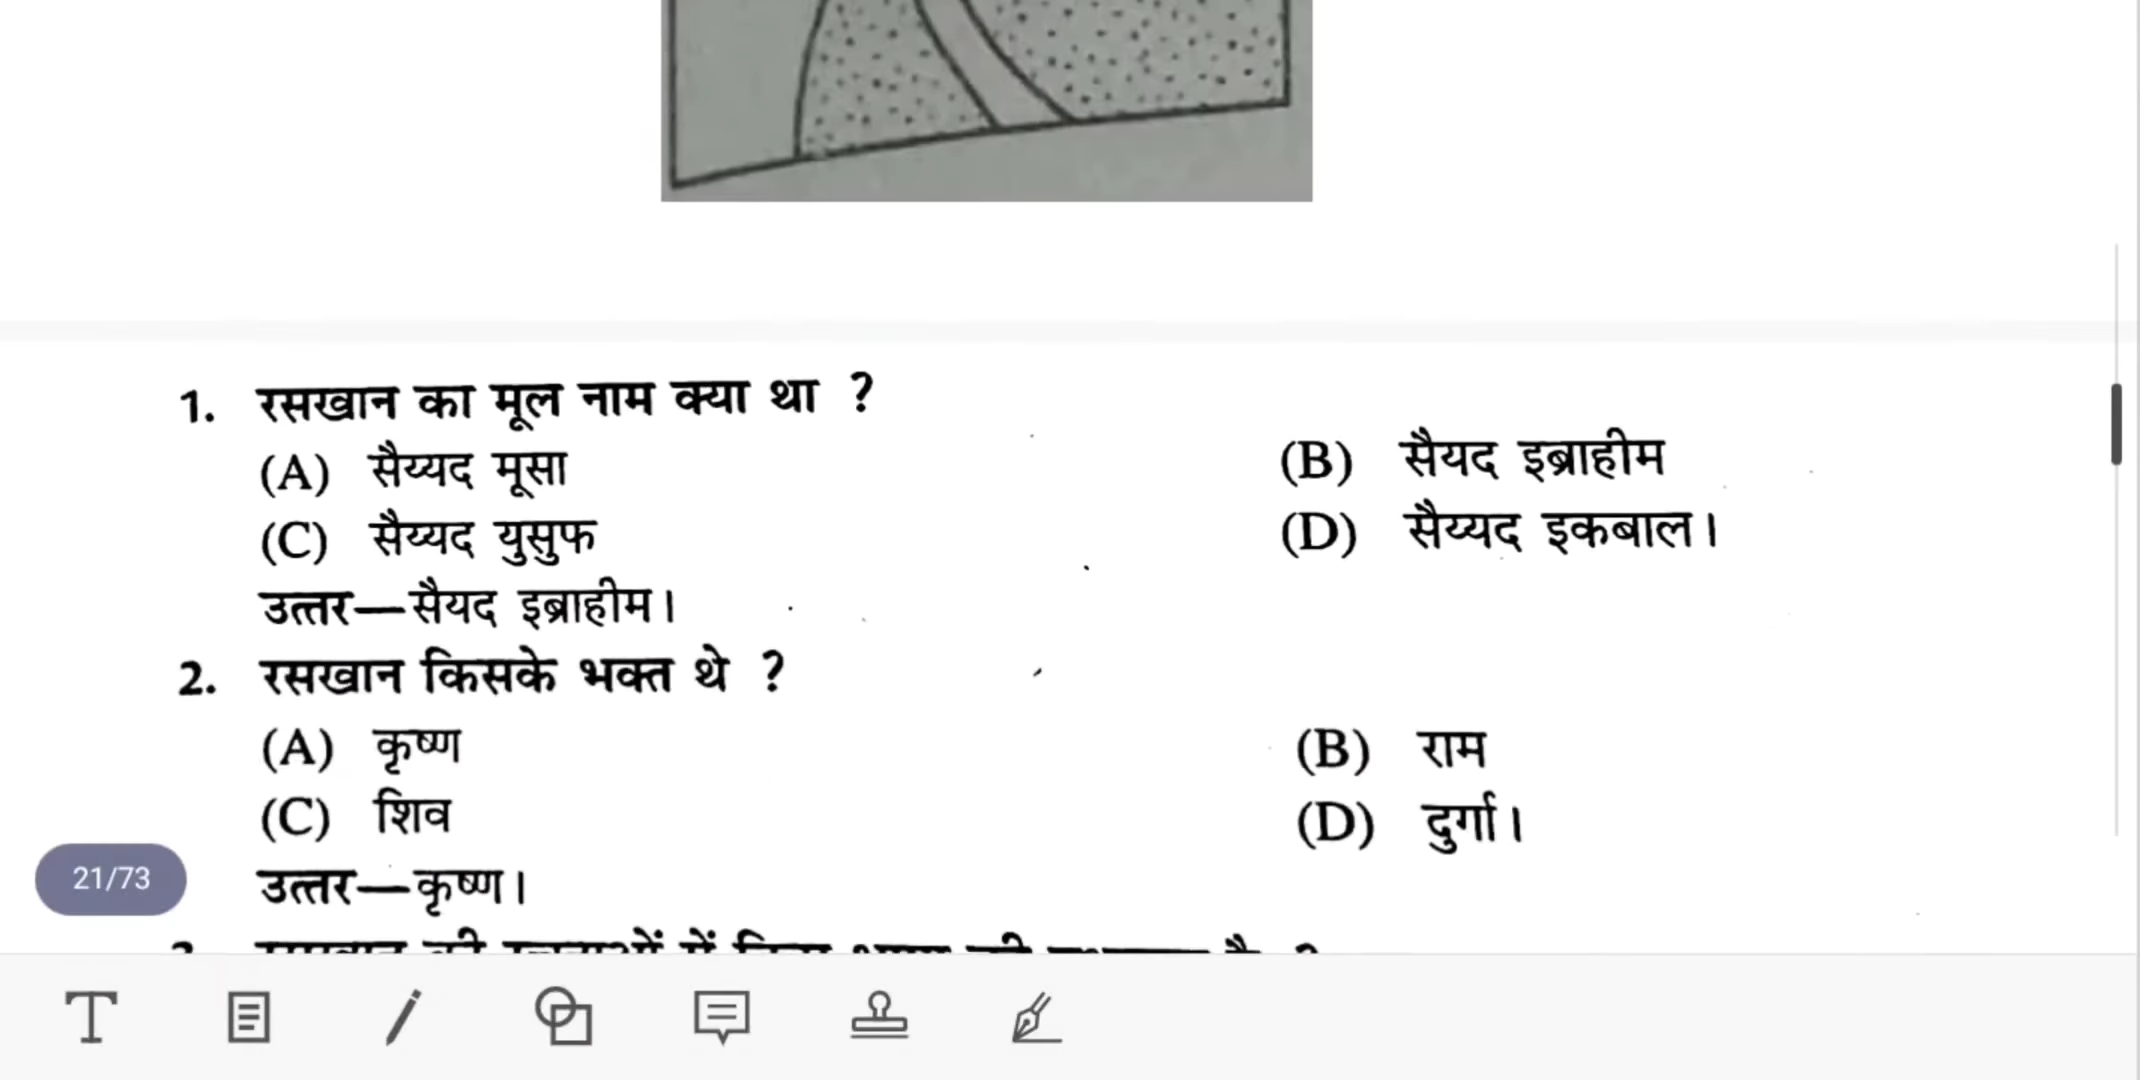 1. रसखान का मूल नाम क्या था ?
(A) सैय्यद मूसा (B) सैयद इब्राहीम
(C) सैय्यद युसुफ (D) सैय्यद इकबाल।
उत्तर—सैयद इब्राहीम।
2. रसखान किसके भक्त थे ?
(A) कृष्ण (B) राम
(C) शिव (D) दुर्गा।
21/73
उत्तर—कृष्ण।